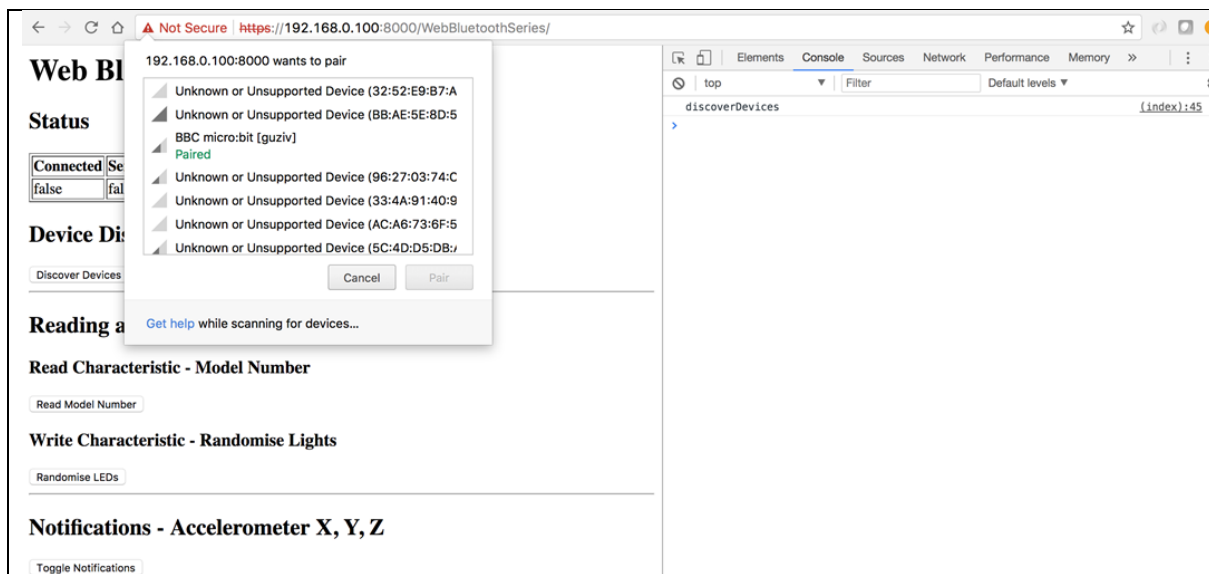 Not Secure https://192.168.0.100:8000/WebBluetoothSeries/
192.168.0.100:8000 wants to pair
Unknown or Unsupported Device (32:52:E9:B7:A
Unknown or Unsupported Device (BB:AE:5E:8D:5
BBC micro:bit [guziv]
Paired
Unknown or Unsupported Device (96:27:03:74:C
Unknown or Unsupported Device (33:4A:91:40:9
Unknown or Unsupported Device (AC:A6:73:6F:5
Unknown or Unsupported Device (5C:4D:D5:DB:
Cancel Pair
Get help while scanning for devices...
Web Bl
Status
Connected Se
false fal
Device Dis
Discover Devices
Reading a
Read Characteristic - Model Number
Read Model Number
Write Characteristic - Randomise Lights
Randomise LEDs
Notifications - Accelerometer X, Y, Z
Toggle Notifications
Elements Console Sources Network Performance Memory »
top Filter Default levels
discoverDevices (index):45